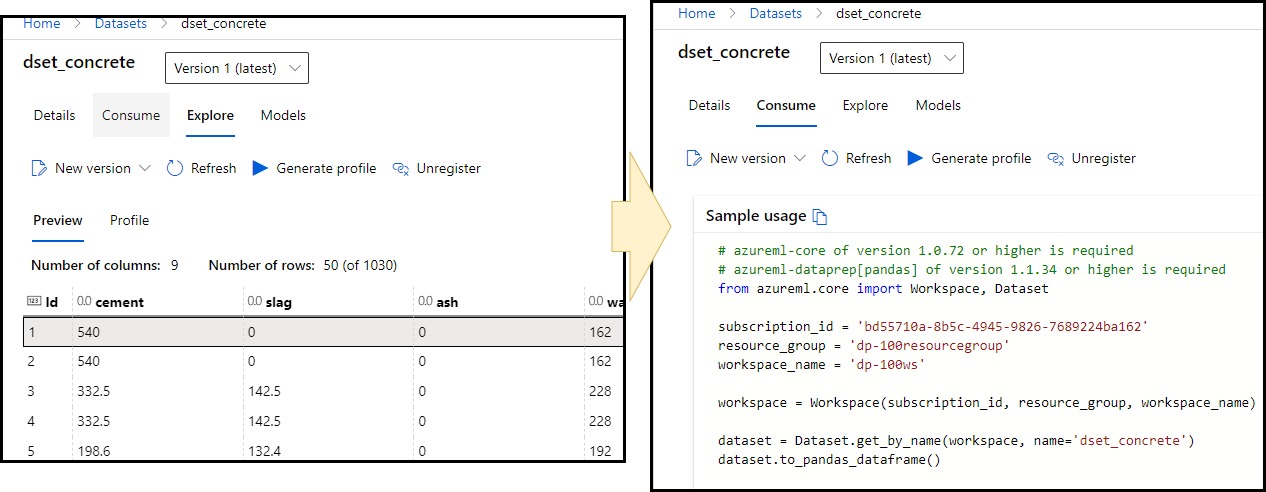 Home > Datasets > dset_concrete
dset_concrete
Version 1 (latest)
Details Consume Explore Models
New version Refresh Generate profile Unregister
Preview Profile
Number of columns: 9 Number of rows: 50 (of 1030)
123 Id 0.0 cement 0.0 slag 0.0 ash 0.0 wa
1 540 0 0 162
2 540 0 0 162
3 332.5 142.5 0 228
4 332.5 142.5 0 228
5 198.6 132.4 0 192
Home > Datasets > dset_concrete
dset_concrete
Version 1 (latest)
Details Consume Explore Models
New version Refresh Generate profile Unregister
Sample usage
# azureml-core of version 1.0.72 or higher is required
# azureml-dataprep[pandas] of version 1.1.34 or higher is required
from azureml.core import Workspace, Dataset
subscription_id = 'bd55710a-8b5c-4945-9826-7689224ba162'
resource_group = 'dp-100resourcegroup'
workspace_name = 'dp-100ws'
workspace = Workspace(subscription_id, resource_group, workspace_name)
dataset = Dataset.get_by_name(workspace, name='dset_concrete')
dataset.to_pandas_dataframe()